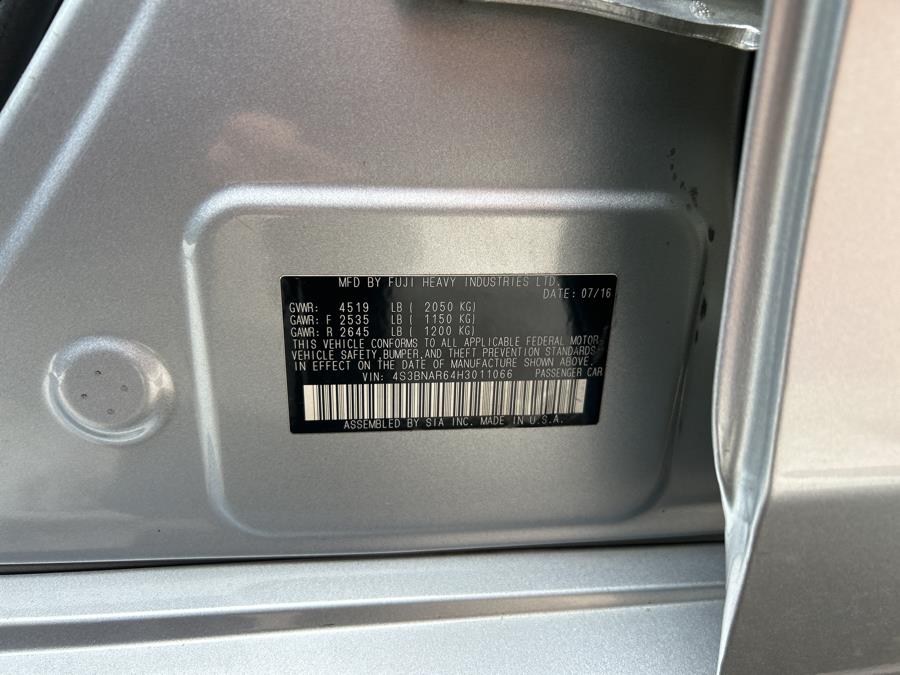 MFD BY FUJI HEAVY INDUSTRIES LTD.
DATE: 07/16
GVWR: 4519 LB ( 2050 KG)
GAWR: F 2535 LB ( 1150 KG)
GAWR: R 2645 LB ( 1200 KG)
THIS VEHICLE CONFORMS TO ALL APPLICABLE FEDERAL MOTOR
VEHICLE SAFETY,BUMPER,AND THEFT PREVENTION STANDARDS
IN EFFECT ON THE DATE OF MANUFACTURE SHOWN ABOVE.
VIN: 4S3BNAR64H3011066 PASSENGER CAR
ASSEMBLED BY SIA INC. MADE IN U.S.A.